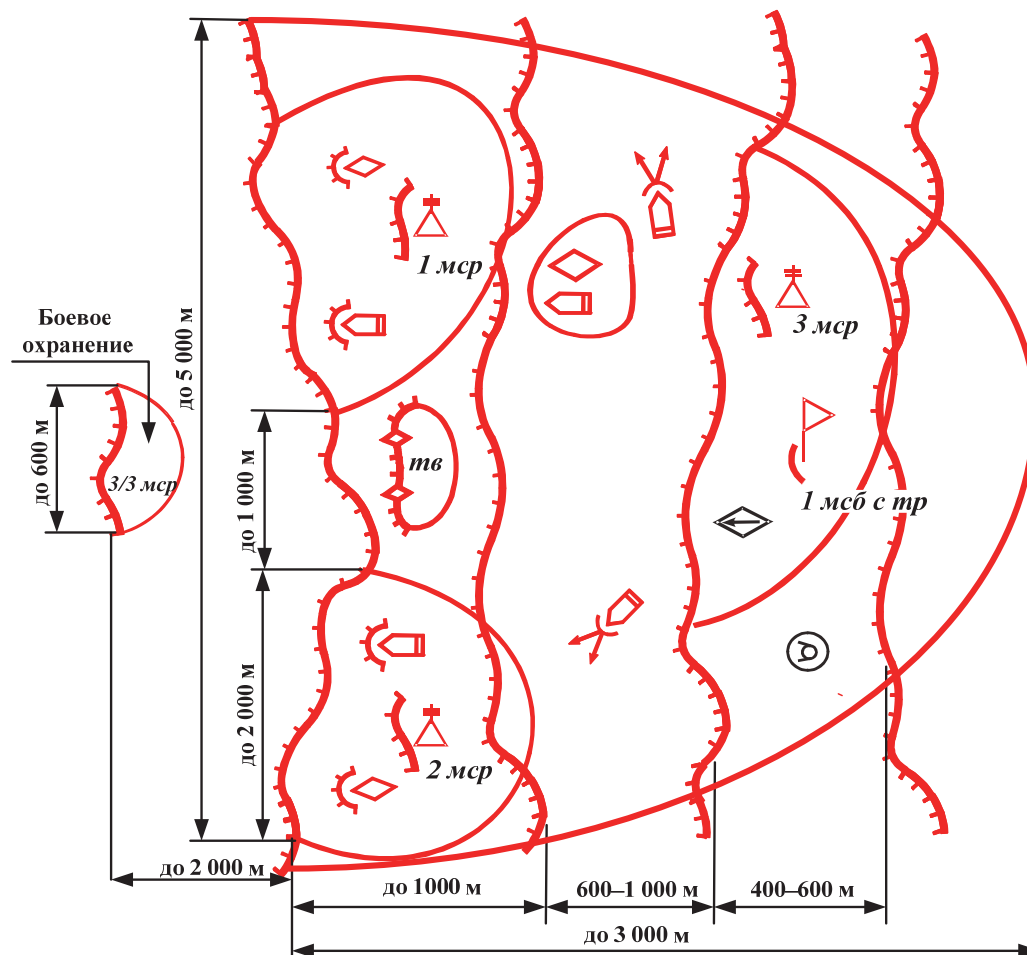 до 5 000 м
1 мср
3 мср
Боевое
охранение
до 600 м
3/3 мср
до 1 000 м
тв
1 мсб с тр
до 2 000 м
2 мср
до 2 000 м
до 1000 м
600–1 000 м
400–600 м
до 3 000 м